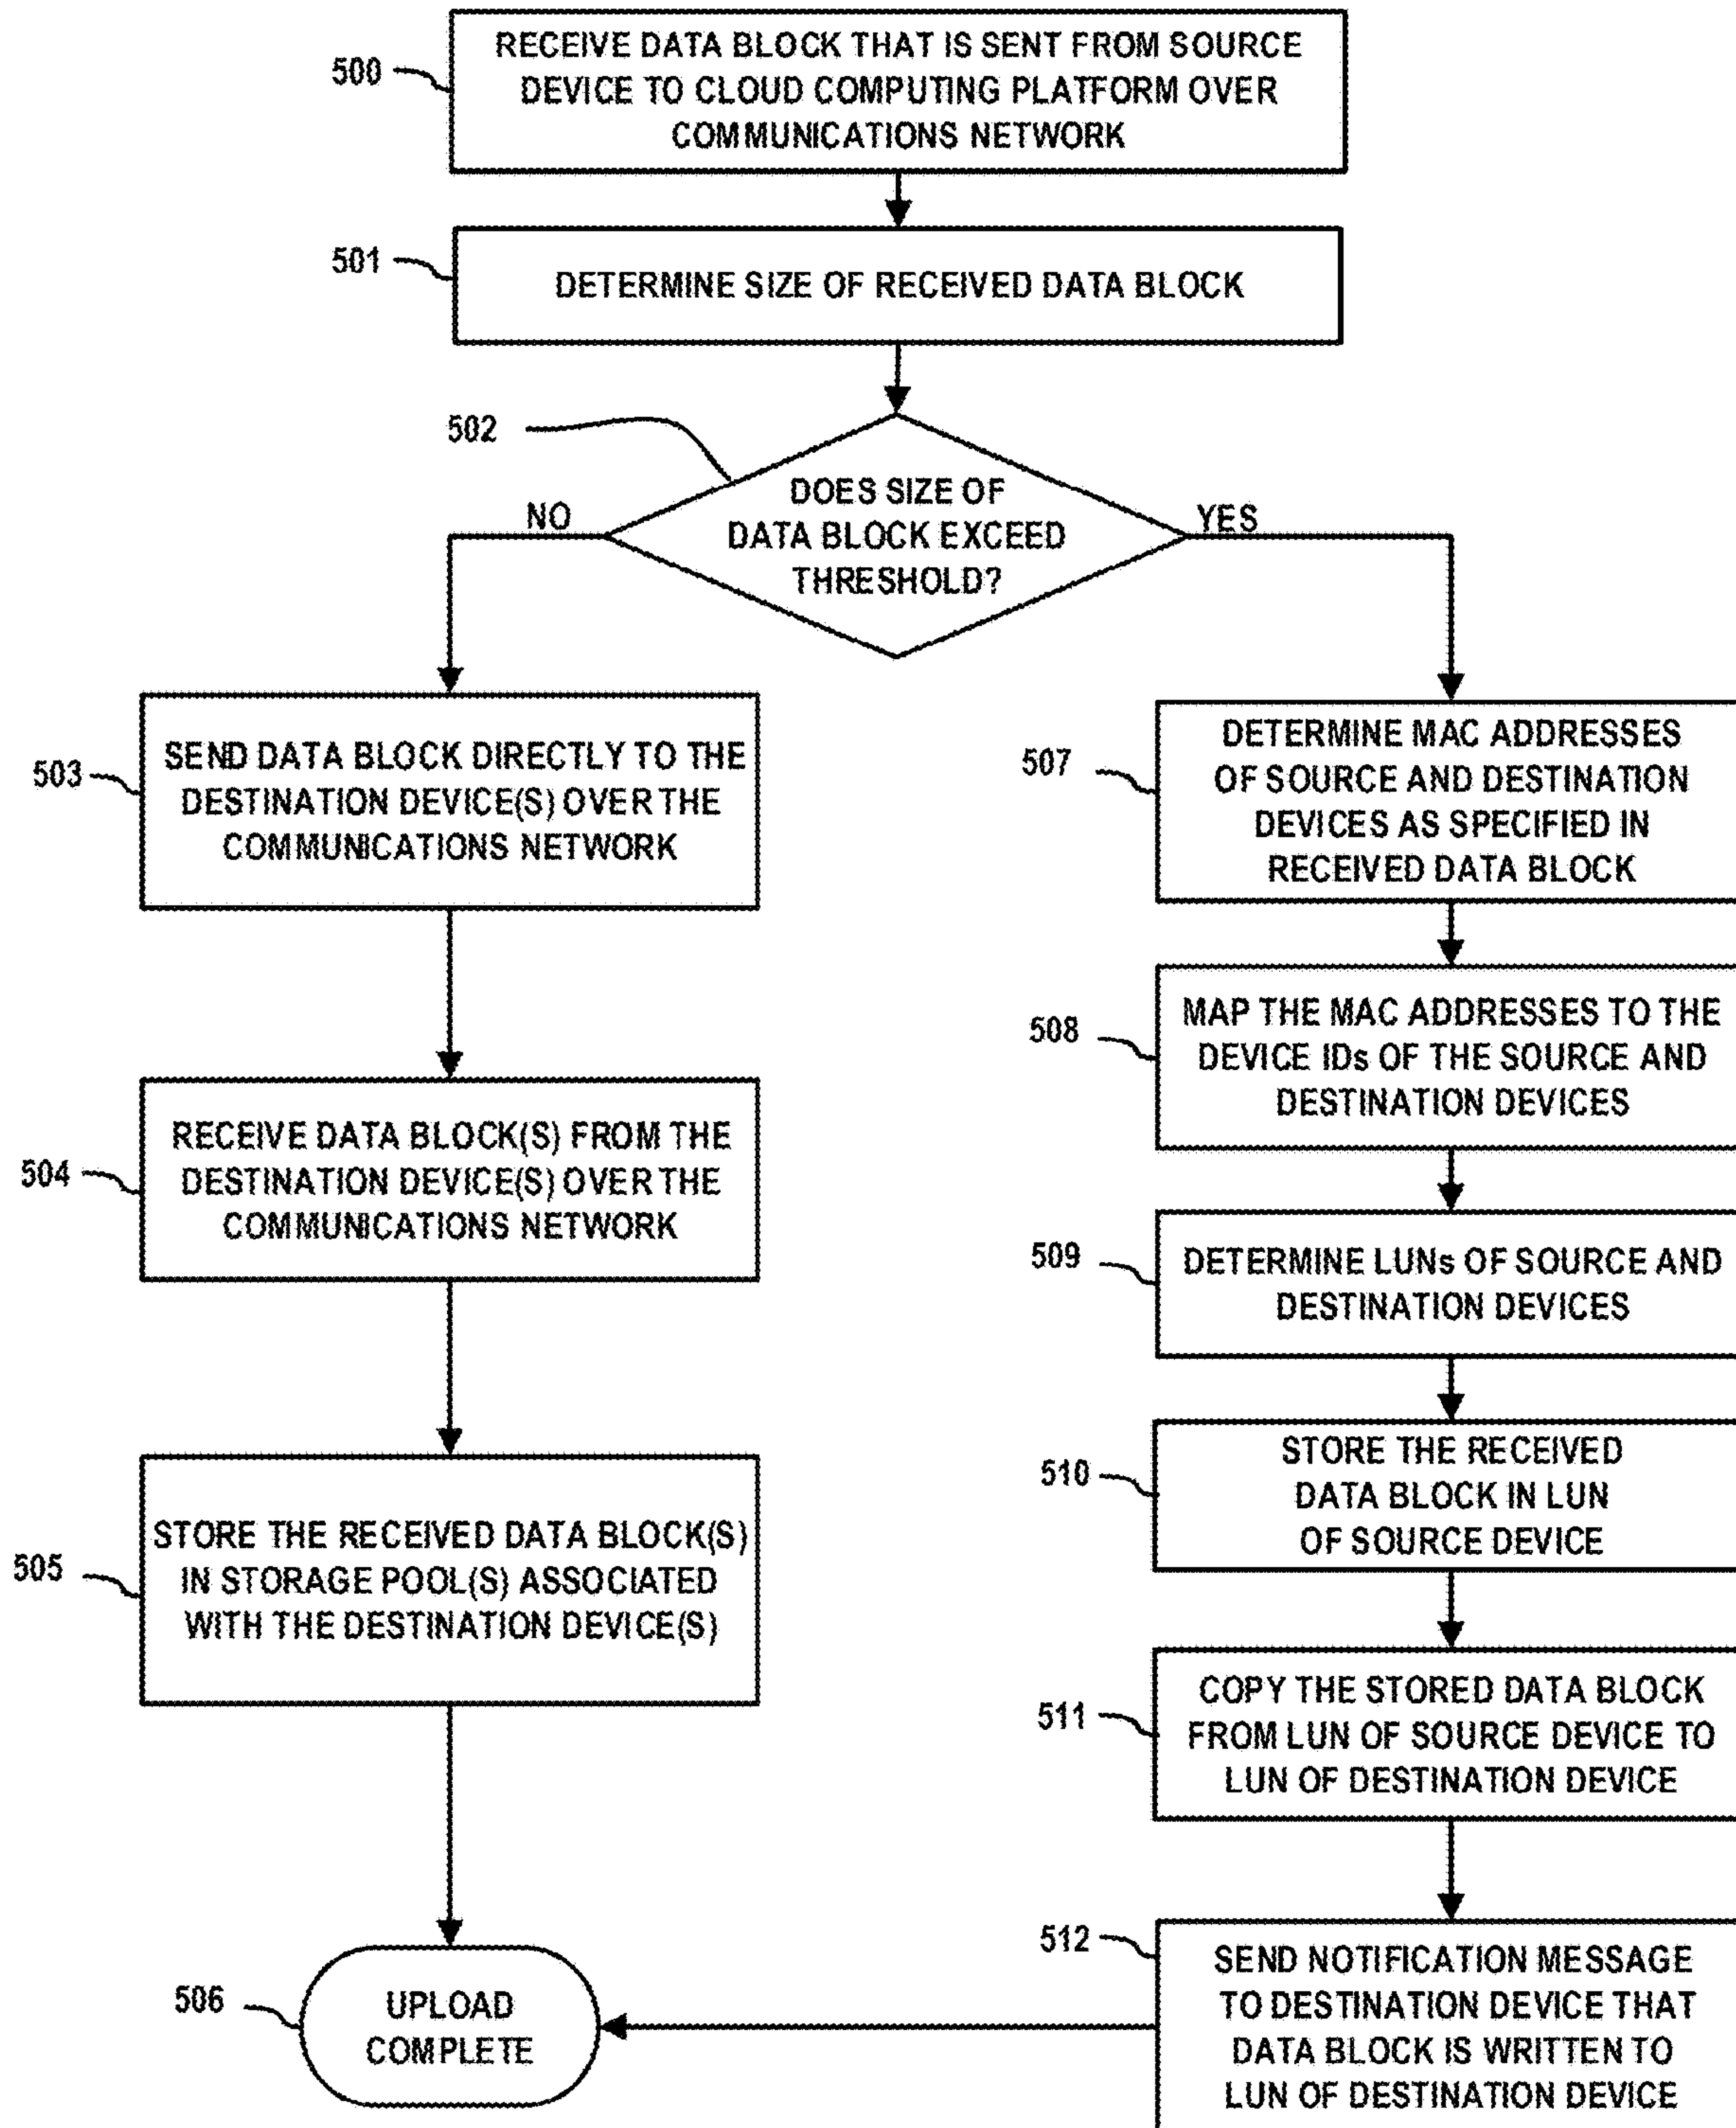 500
RECEIVE DATA BLOCK THAT IS SENT FROM SOURCE
DEVICE TO CLOUD COMPUTING PLATFORM OVER
COMMUNICATIONS NETWORK
501
DETERMINE SIZE OF RECEIVED DATA BLOCK
502
DOES SIZE OF
DATA BLOCK EXCEED
THRESHOLD?
NO
YES
503
SEND DATA BLOCK DIRECTLY TO THE
DESTINATION DEVICE(S) OVER THE
COMMUNICATIONS NETWORK
504
RECEIVE DATA BLOCK(S) FROM THE
DESTINATION DEVICE(S) OVER THE
COMMUNICATIONS NETWORK
505
STORE THE RECEIVED DATA BLOCK(S)
IN STORAGE POOL(S) ASSOCIATED
WITH THE DESTINATION DEVICE(S)
506
UPLOAD
COMPLETE
507
DETERMINE MAC ADDRESSES
OF SOURCE AND DESTINATION
DEVICES AS SPECIFIED IN
RECEIVED DATA BLOCK
508
MAP THE MAC ADDRESSES TO THE
DEVICE IDs OF THE SOURCE AND
DESTINATION DEVICES
509
DETERMINE LUNs OF SOURCE AND
DESTINATION DEVICES
510
STORE THE RECEIVED
DATA BLOCK IN LUN
OF SOURCE DEVICE
511
COPY THE STORED DATA BLOCK
FROM LUN OF SOURCE DEVICE TO
LUN OF DESTINATION DEVICE
512
SEND NOTIFICATION MESSAGE
TO DESTINATION DEVICE THAT
DATA BLOCK IS WRITTEN TO
LUN OF DESTINATION DEVICE